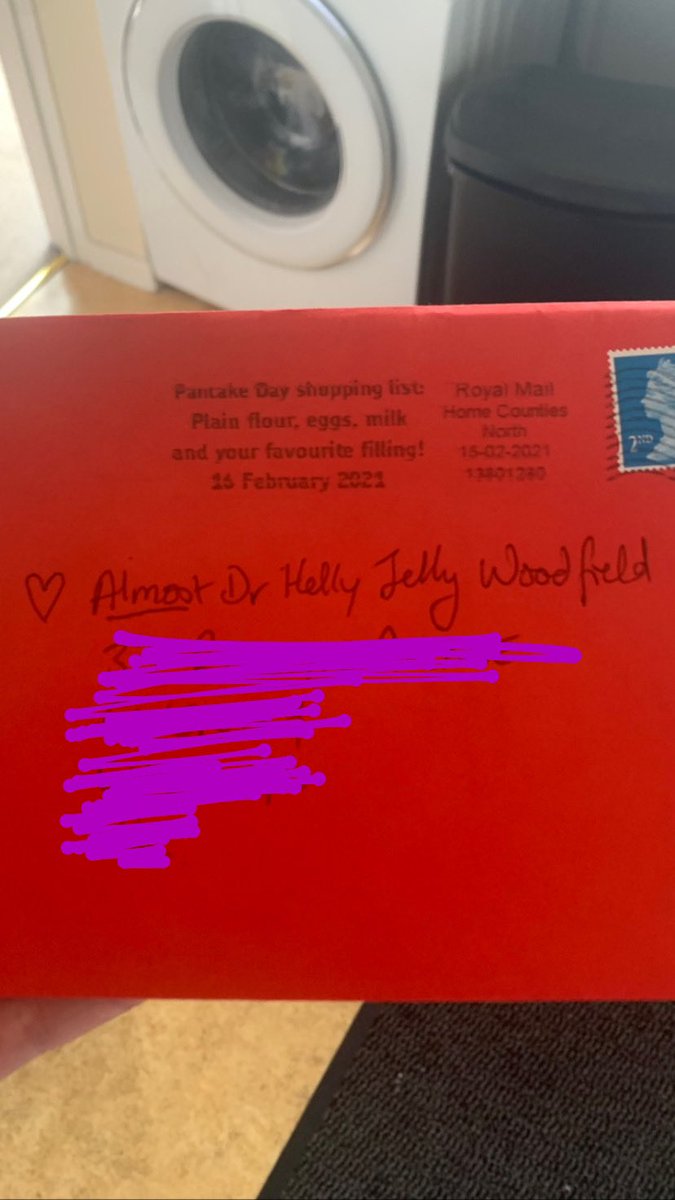 Pancake Day shopping list:
Plain flour, eggs, milk
and your favourite filling!
16 February 2021
Royal Mail
Home Counties
North
15-02-2021
2ND
Almost Dr Helly Jelly Woodfield